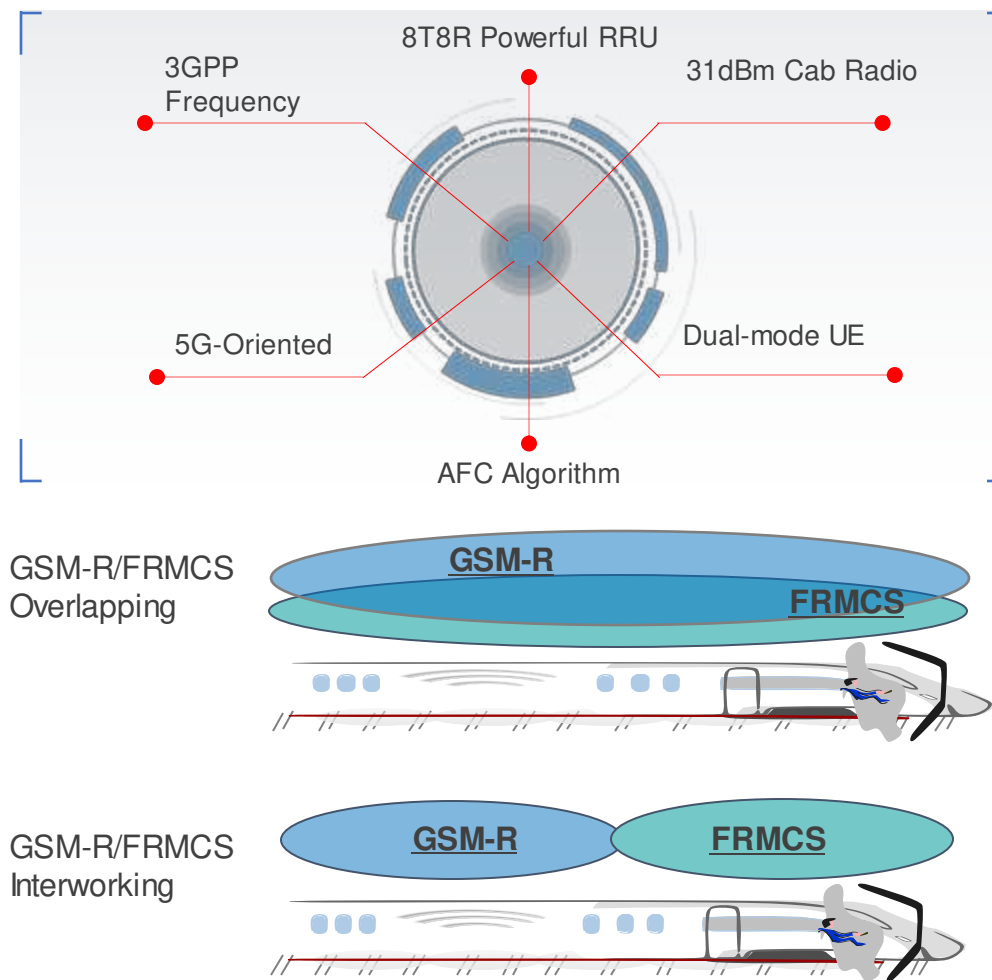 8T8R Powerful RRU
3GPP
Frequency
31dBm Cab Radio
5G-Oriented
Dual-mode UE
AFC Algorithm
GSM-R/FRMCS
Overlapping
GSM-R
FRMCS
GSM-R/FRMCS
Interworking
GSM-R
FRMCS